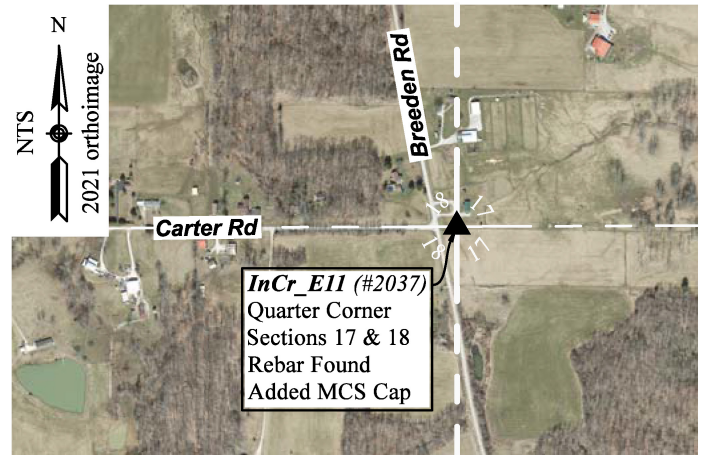 N
NTS
2021 orthoimage
Breeden Rd
18 17
Carter Rd
18 17
InCr_E11 (#2037)
Quarter Corner
Sections 17 & 18
Rebar Found
Added MCS Cap